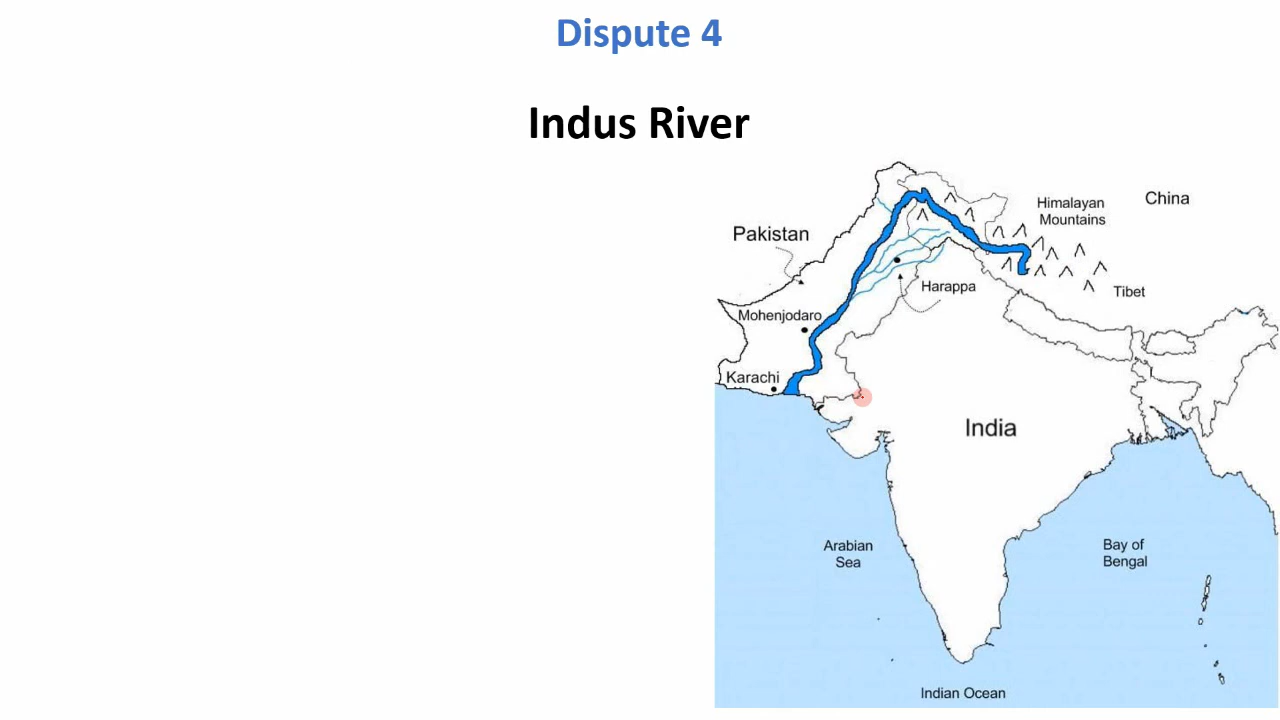 Dispute 4
Indus River
China
Himalayan
Mountains
Pakistan
Harappa
Tibet
Mohenjodaro
Karachi
India
Arabian
Sea
Bay of
Bengal
Indian Ocean